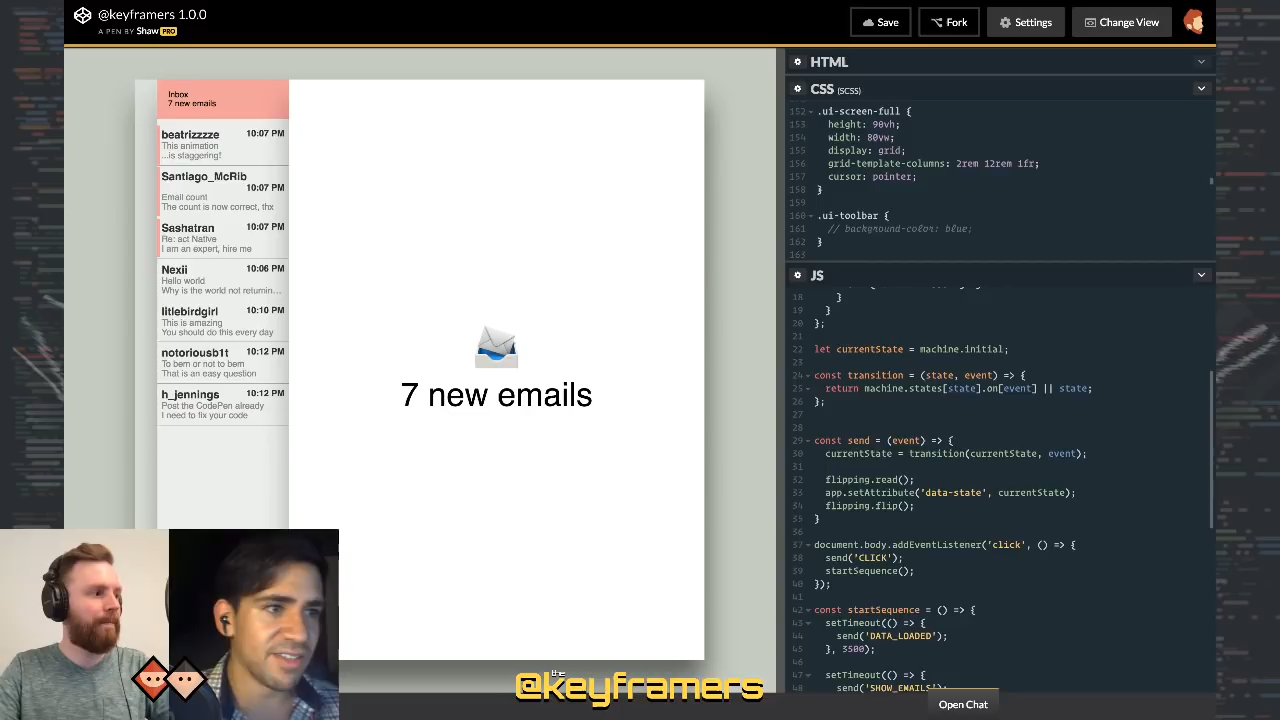 @keyframers 1.0.0
A PEN BY Shaw PRO
Save
Fork
Settings
Change View
Inbox
7 new emails
beatrizzzze 10:07 PM
This animation
...is staggering!
Santiago_McRib
10:07 PM
Email count
The count is now correct, thx
Sashatran 10:07 PM
Re: act Native
I am an expert, hire me
Nexii 10:06 PM
Hello world
Why is the world not returnin...
litlebirdgirl 10:10 PM
This is amazing
You should do this every day
notoriousb1t 10:12 PM
To bem or not to bem
That is an easy question
h_jennings 10:12 PM
Post the CodePen already
I need to fix your code
7 new emails
HTML
CSS (SCSS)
152 .ui-screen-full {
153 height: 90vh;
154 width: 80vw;
155 display: grid;
156 grid-template-columns: 2rem 12rem 1fr;
157 cursor: pointer;
158 }
159
160 .ui-toolbar {
161 // background-color: blue;
162 }
163
JS
18 }
19 }
20 };
21
22 let currentState = machine.initial;
23
24 const transition = (state, event) => {
25 return machine.states[state].on[event] || state;
26 };
27
28
29 const send = (event) => {
30 currentState = transition(currentState, event);
31
32 flipping.read();
33 app.setAttribute('data-state', currentState);
34 flipping.flip();
35 }
36
37 document.body.addEventListener('click', () => {
38 send('CLICK');
39 startSequence();
40 });
41
42 const startSequence = () => {
43 setTimeout(() => {
44 send('DATA_LOADED');
45 }, 3500);
46
47 setTimeout(() => {
48 send('SHOW_EMAILS');
the
@keyframers
Open Chat